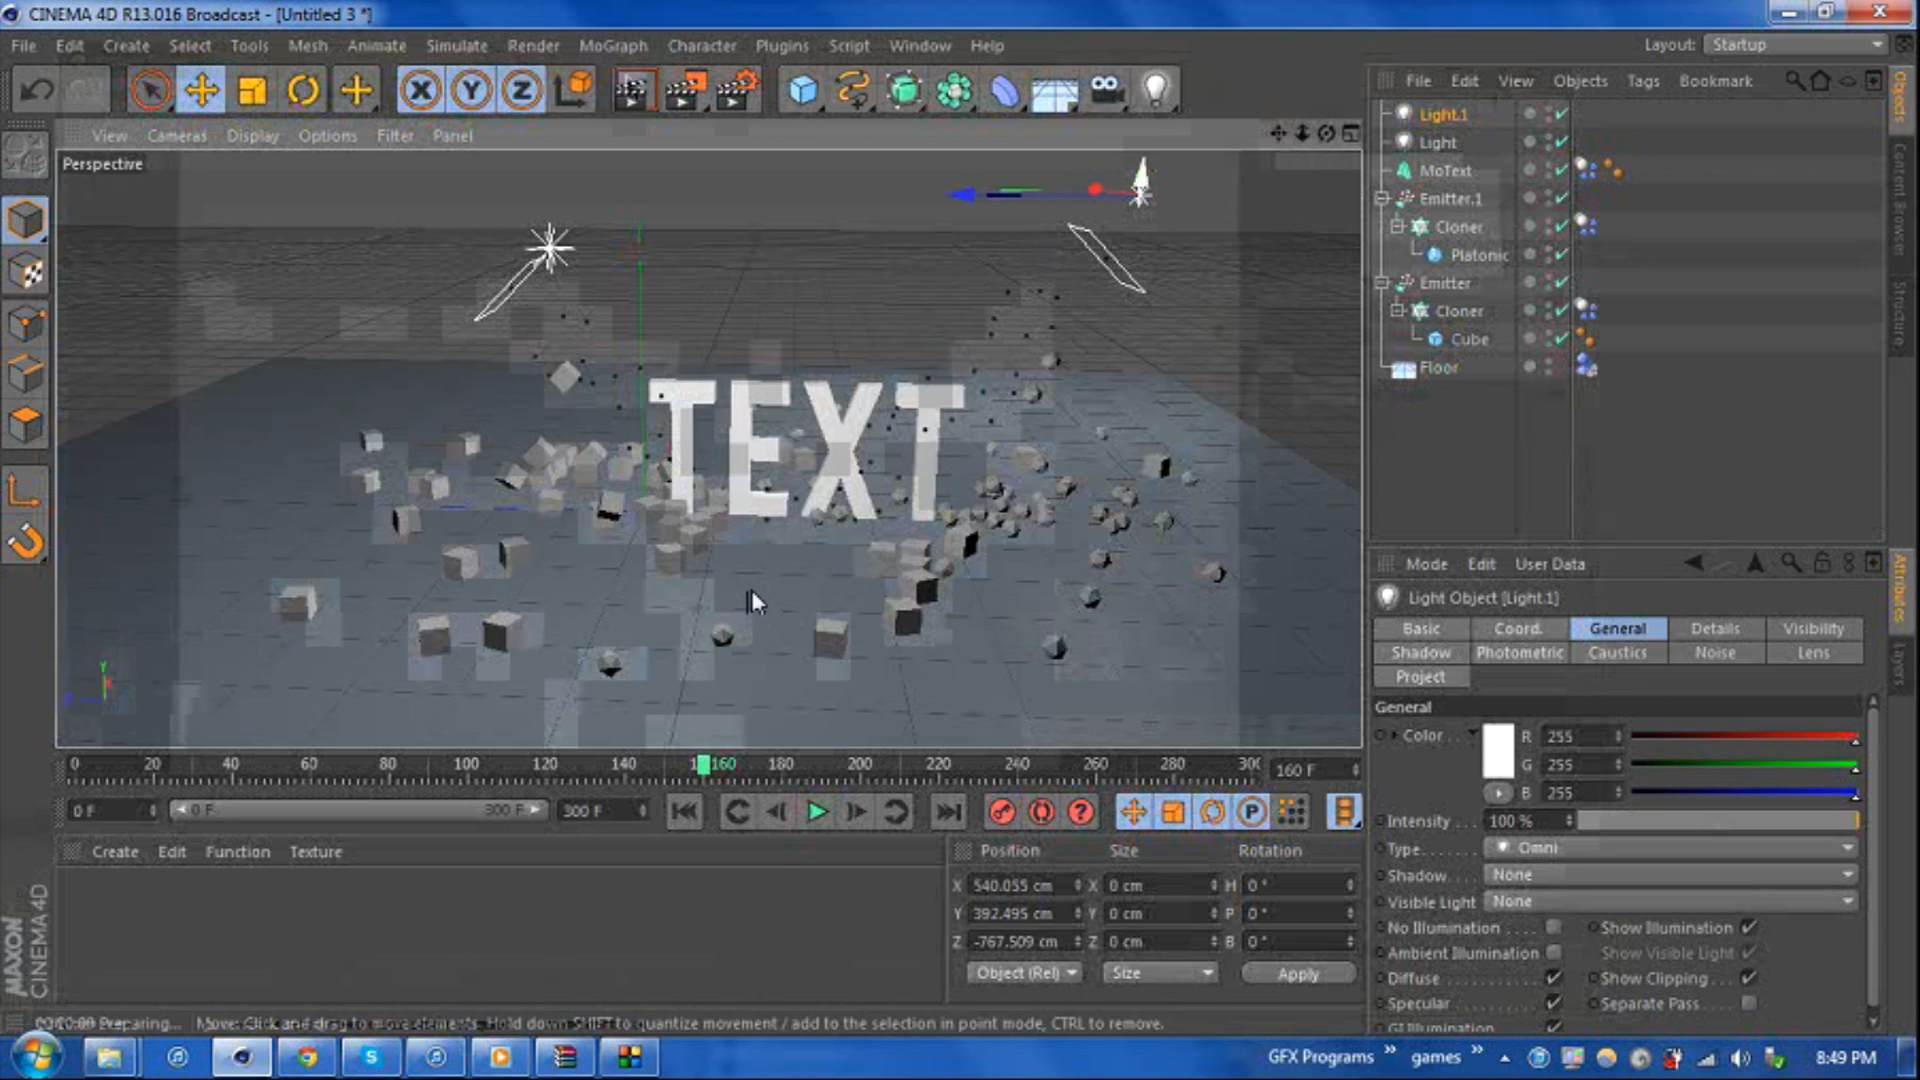 CINEMA 4D R13.016 Broadcast - [Untitled 3 *]
File Edit Create Select Tools Mesh Animate Simulate Render MoGraph Character Plugins Script Window Help
Layout: Startup
X Y Z
File Edit View Objects Tags Bookmark
View Cameras Display Options Filter Panel
Perspective
Light.1
Light
MoText
Emitter.1
Cloner
Platonic
Emitter
Cloner
Cube
Floor
Objects
Content Browser
Structure
TEXT
Y
Mode Edit User Data
Light Object [Light.1]
Basic Coord. General Details Visibility
Shadow Photometric Caustics Noise Lens
Project
Attributes
Layers
General
Color R 255
G 255
B 255
Intensity 100 %
Type Omni
Shadow None
Visible Light None
No Illumination Show Illumination
Ambient Illumination Show Visible Light
Diffuse Show Clipping
Specular Separate Pass
GI Illumination
0 20 40 60 80 100 120 140 160 180 200 220 240 260 280 300
160 F
0 F 0 F 300 F 300 F
P
Create Edit Function Texture
Position Size Rotation
X 540.055 cm X 0 cm H 0 °
Y 392.495 cm Y 0 cm P 0 °
Z -767.509 cm Z 0 cm B 0 °
Object (Rel) Size Apply
MAXON
CINEMA 4D
Preparing... Move: Click and drag to move elements. Hold down SHIFT to quantize movement / add to the selection in point mode, CTRL to remove.
GFX Programs » games » 8:49 PM